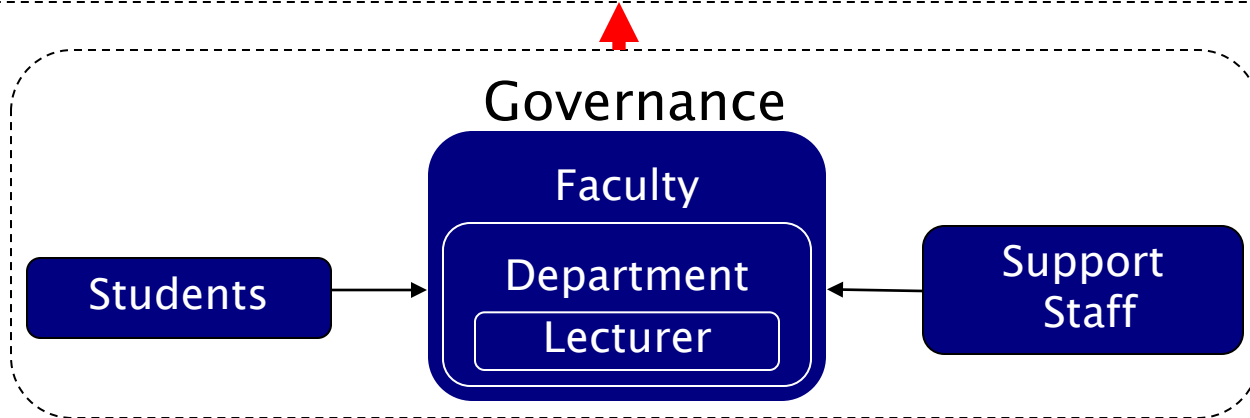 Governance
Faculty
Department
Lecturer
Students
Support
Staff